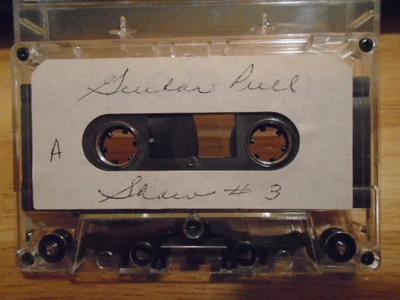 Guitar Pull
A
Show # 3